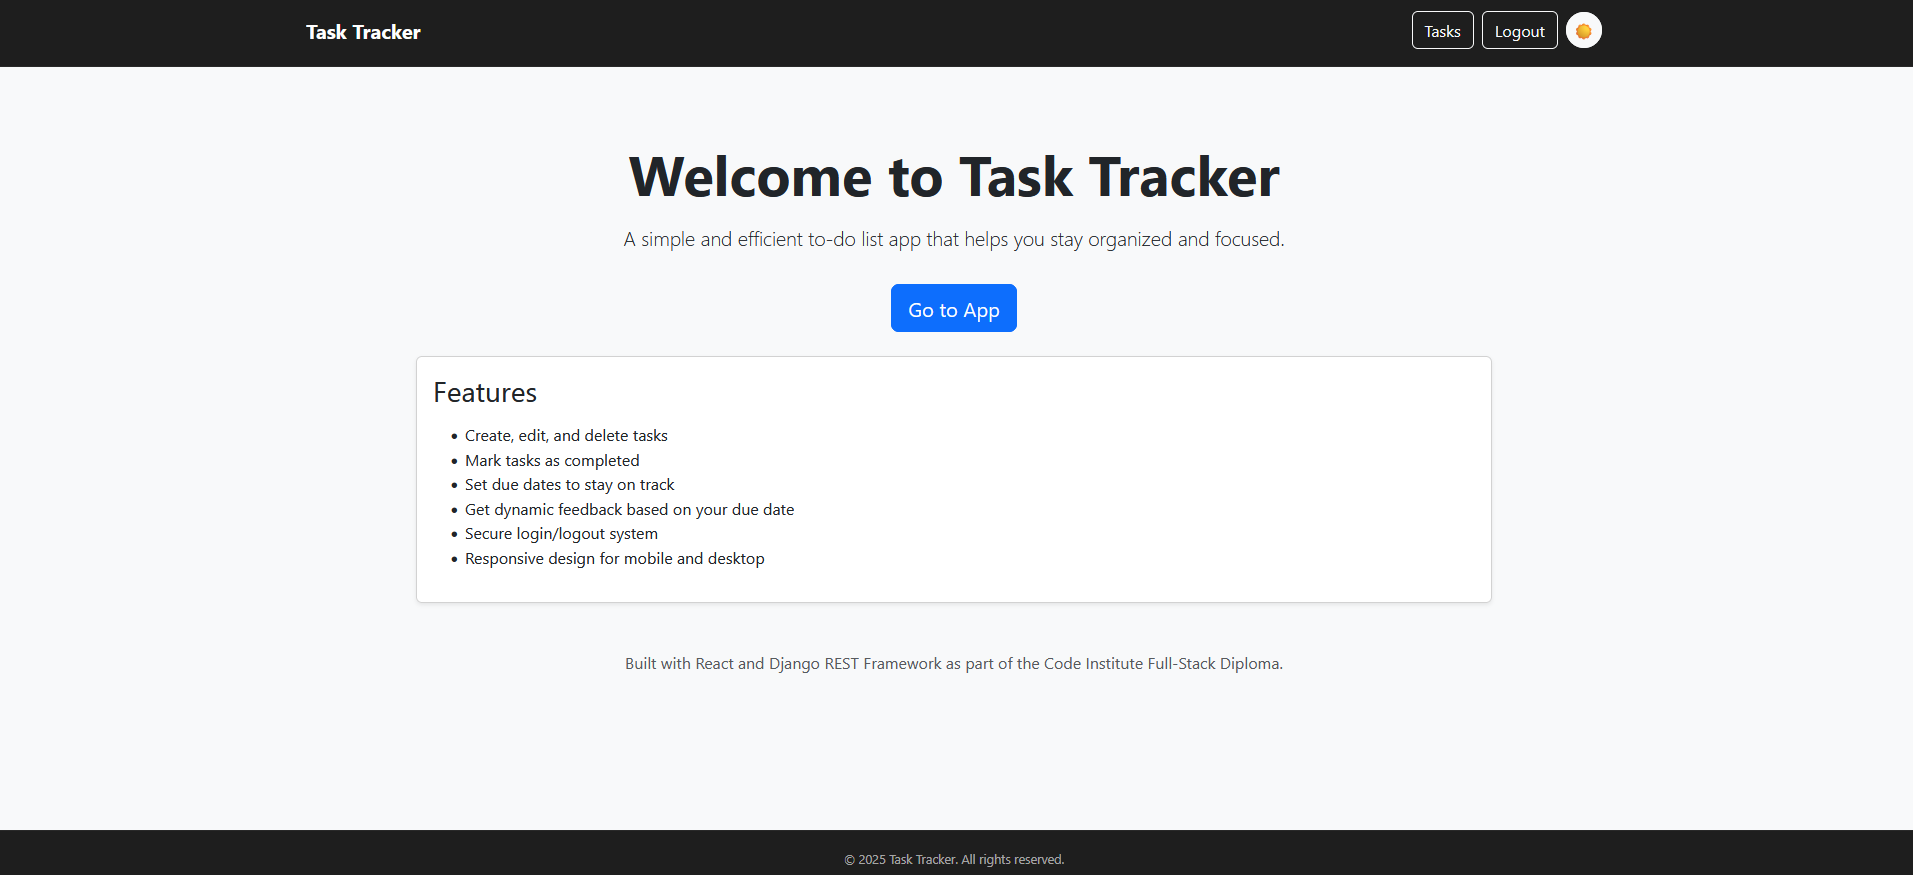 Task Tracker
Tasks
Logout
Welcome to Task Tracker
A simple and efficient to-do list app that helps you stay organized and focused.
Go to App
Features
• Create, edit, and delete tasks
• Mark tasks as completed
• Set due dates to stay on track
• Get dynamic feedback based on your due date
• Secure login/logout system
• Responsive design for mobile and desktop
Built with React and Django REST Framework as part of the Code Institute Full-Stack Diploma.
© 2025 Task Tracker. All rights reserved.